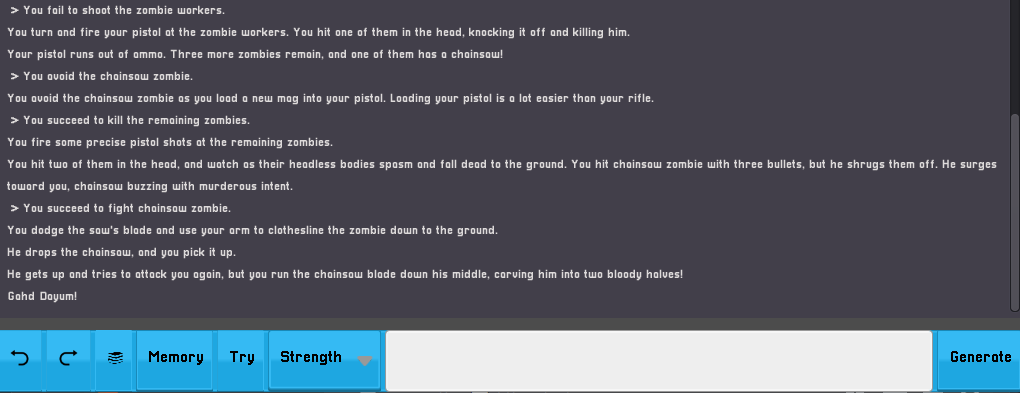 > You fail to shoot the zombie workers.
You turn and fire your pistol at the zombie workers. You hit one of them in the head, knocking it off and killing him.
Your pistol runs out of ammo. Three more zombies remain, and one of them has a chainsaw!
> You avoid the chainsaw zombie.
You avoid the chainsaw zombie as you load a new mag into your pistol. Loading your pistol is a lot easier than your rifle.
> You succeed to kill the remaining zombies.
You fire some precise pistol shots at the remaining zombies.
You hit two of them in the head, and watch as their headless bodies spasm and fall dead to the ground. You hit chainsaw zombie with three bullets, but he shrugs them off. He surges
toward you, chainsaw buzzing with murderous intent.
> You succeed to fight chainsaw zombie.
You dodge the saw's blade and use your arm to clothesline the zombie down to the ground.
He drops the chainsaw, and you pick it up.
He gets up and tries to attack you again, but you run the chainsaw blade down his middle, carving him into two bloody halves!
Gahd Dayum!
Memory Try Strength Generate